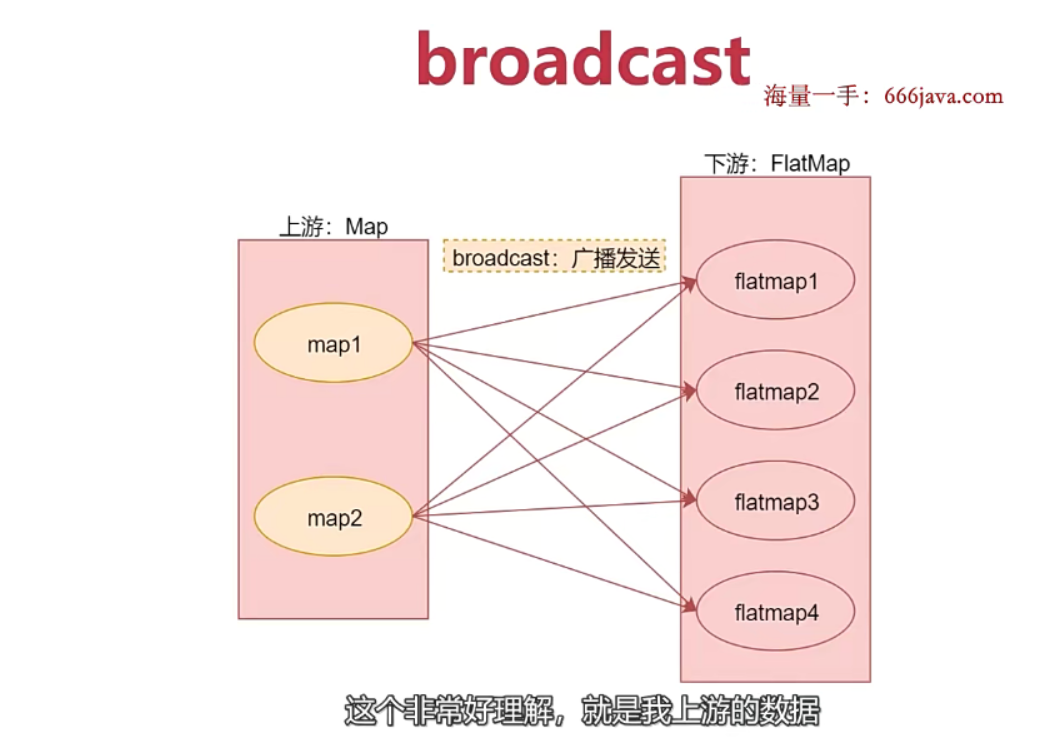 broadcast
海量一手：666java.com
下游：FlatMap
上游：Map
broadcast：广播发送
flatmap1
map1
flatmap2
flatmap3
map2
flatmap4
这个非常好理解，就是我上游的数据